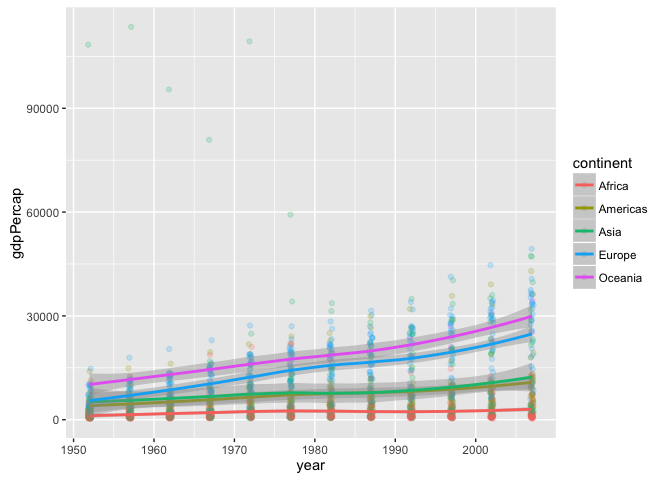 90000
60000
30000
0
gdpPercap
1950
1960
1970
1980
1990
2000
year
continent
Africa
Americas
Asia
Europe
Oceania